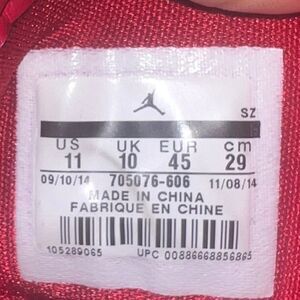 SZ
US UK EUR cm
11 10 45 29
09/10/14 705076-606 11/08/14
MADE IN CHINA
FABRIQUE EN CHINE
105289065 UPC 00886668856865